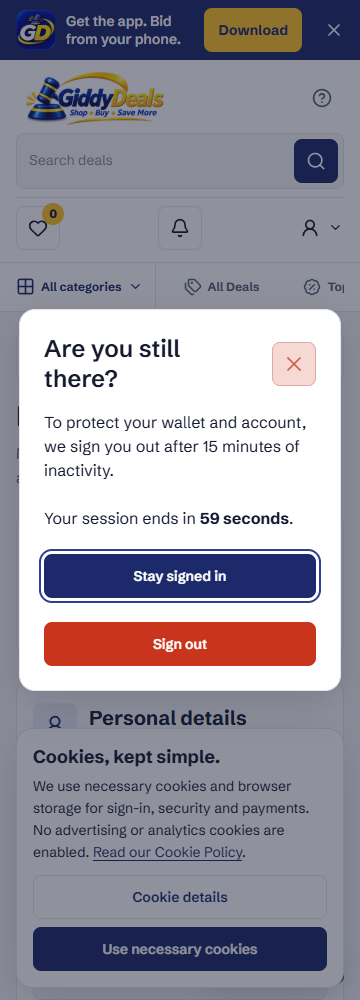 GD
Get the app. Bid
from your phone.
Download
GiddyDeals
Shop • Buy • Save More
Search deals
0
All categories
All Deals
Are you still
there?
To protect your wallet and account,
we sign you out after 15 minutes of
inactivity.
Your session ends in 59 seconds.
Stay signed in
Sign out
Personal details
Cookies, kept simple.
We use necessary cookies and browser
storage for sign-in, security and payments.
No advertising or analytics cookies are
enabled. Read our Cookie Policy.
Cookie details
Use necessary cookies